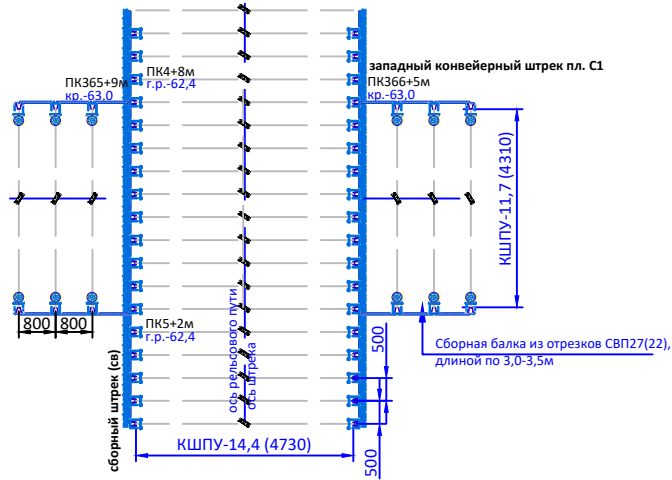 западный конвейерный штрек пл. С1
ПК365+9м
кр.-63,0
ПК4+8м
г.р.-62,4
ПК366+5м
кр.-63,0
КШПУ-11,7 (4310)
800
800
ПК5+2м
г.р.-62,4
ось рельсового пути
ось штрека
сборный штрек (св)
500
Сборная балка из отрезков СВП27(22),
длиной по 3,0-3,5м
КШПУ-14,4 (4730)
500